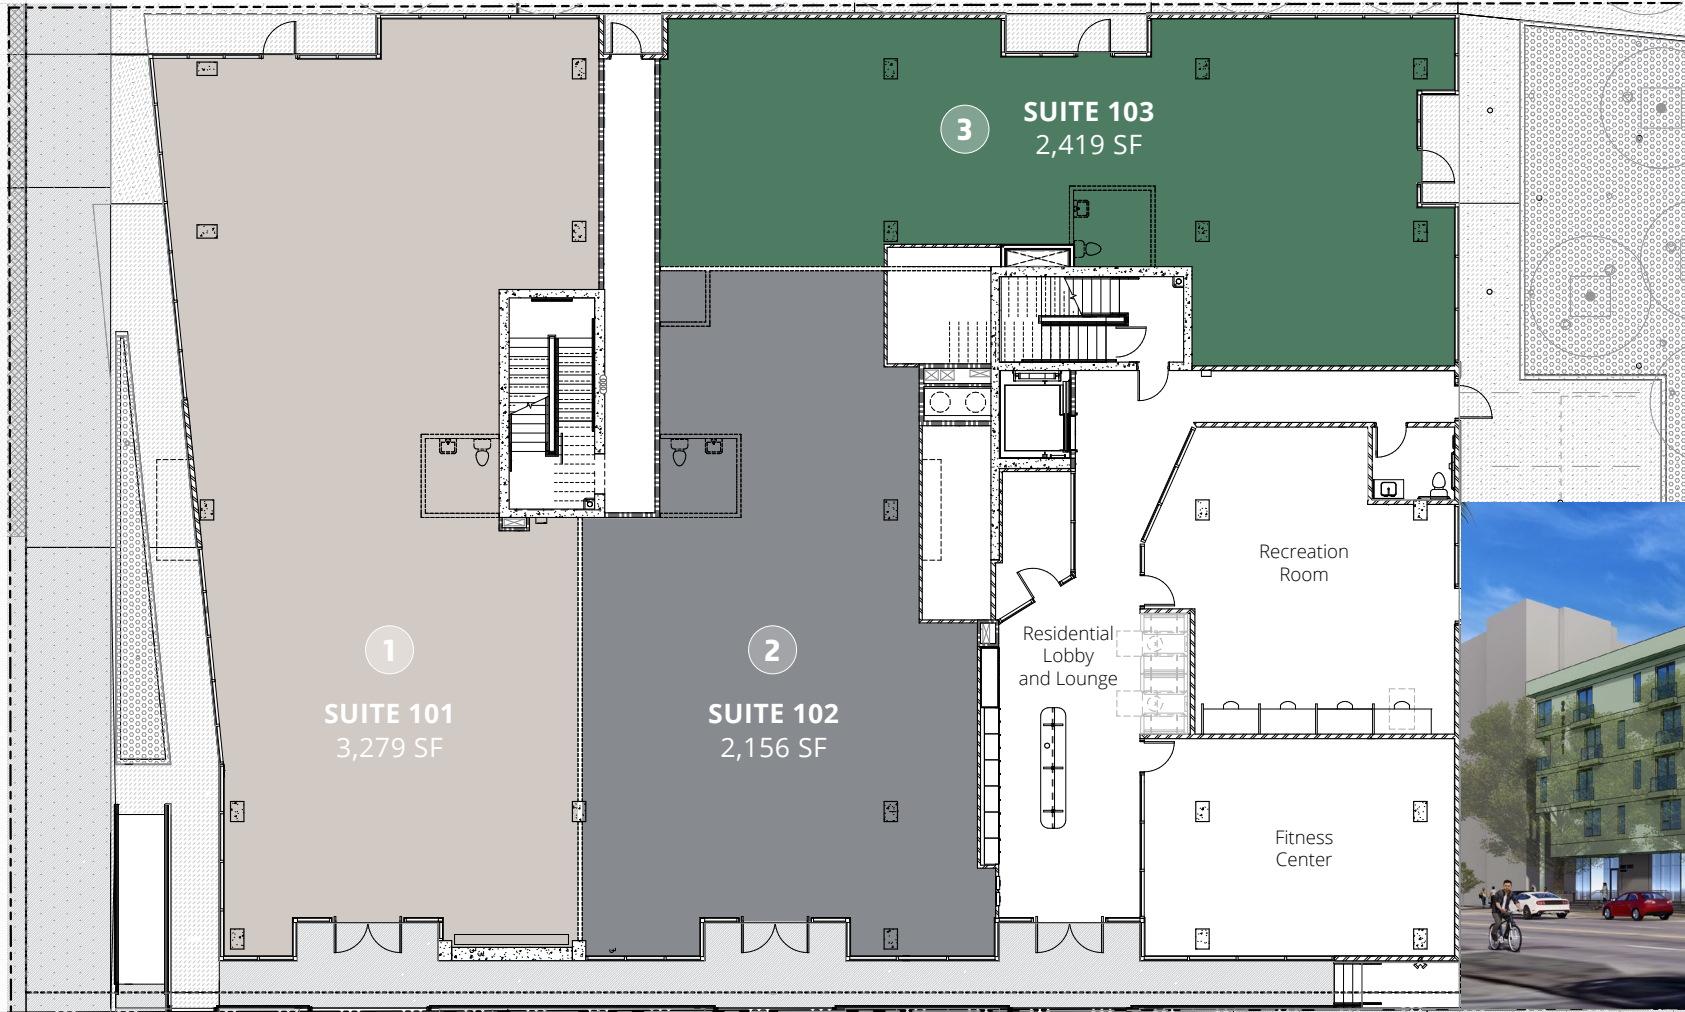 3
SUITE 103
2,419 SF
1
SUITE 101
3,279 SF
2
SUITE 102
2,156 SF
Residential
Lobby
and Lounge
Recreation
Room
Fitness
Center